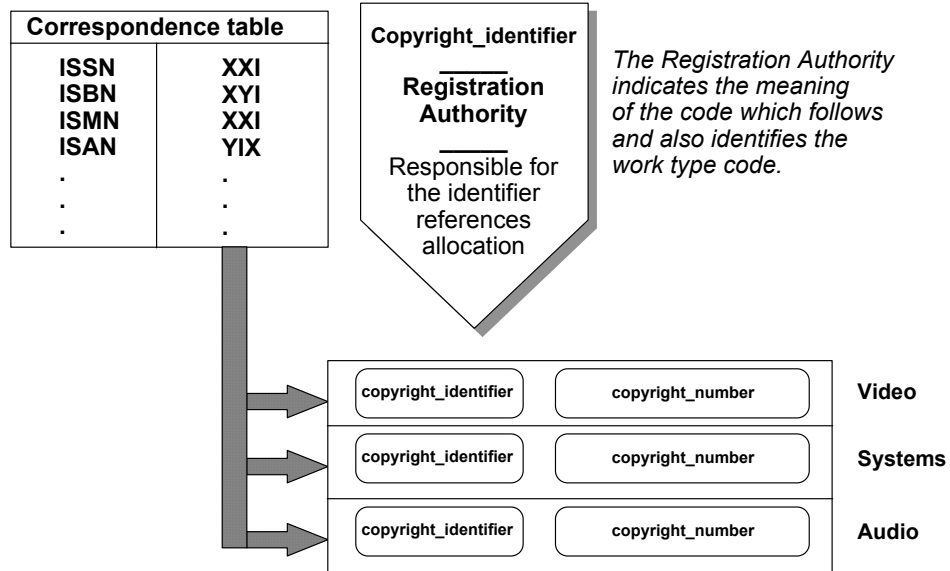 Correspondence table
ISSN XXI
ISBN XYI
ISMN XXI
ISAN YIX
. .
. .
. .
Copyright_identifier
Registration
Authority
Responsible for
the identifier
references
allocation
The Registration Authority
indicates the meaning
of the code which follows
and also identifies the
work type code.
copyright_identifier copyright_number Video
copyright_identifier copyright_number Systems
copyright_identifier copyright_number Audio